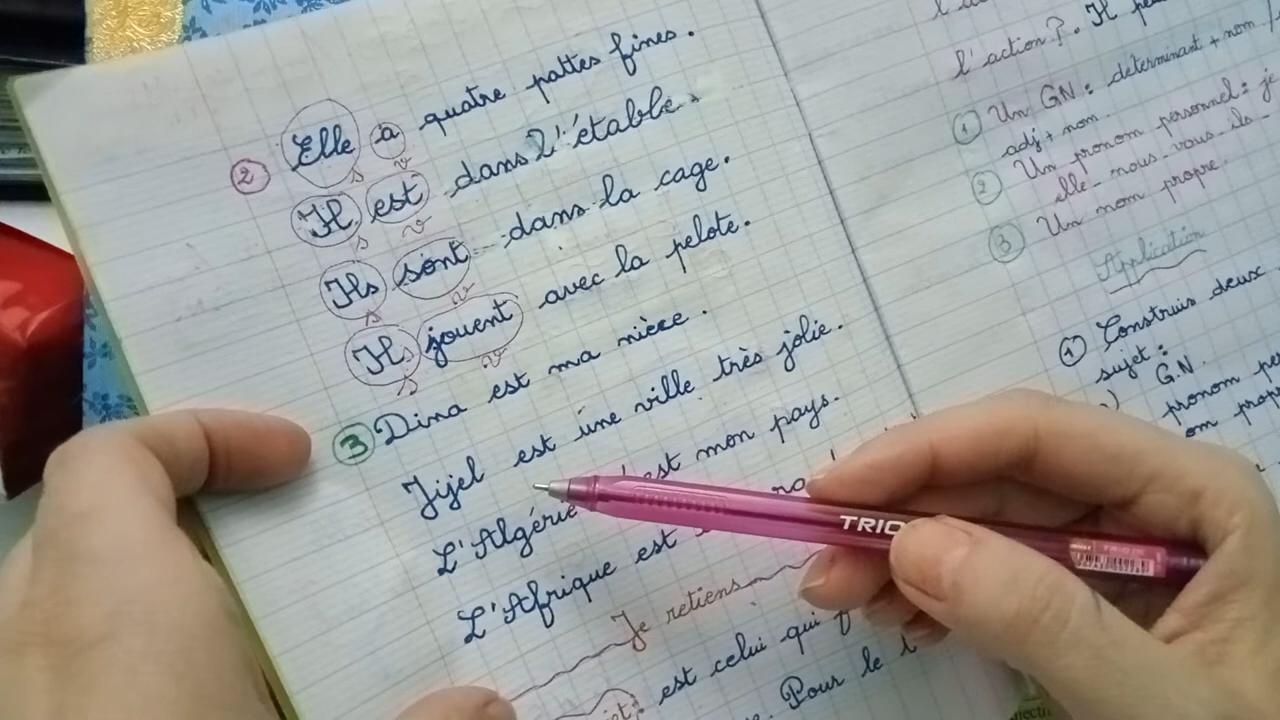 ② Elle a quatre pattes fines.
s v
Il est dans l'étable.
s v
Ils sont dans la cage.
s v
Ils jouent avec la pelote.
s v
③ Dina est ma nièce.
Jijel est une ville très jolie.
L'Algérie est mon pays.
L'Afrique est
Je retiens
est celui qui
Pour le
l'action?. Il
① Un GN: determinant + nom /
adj + nom.
② Un pronom personnel: je
elle - nous - vous - ils -
③ Un nom propre.
Application
① Construis deux
sujet:
G.N.
pronom
TRIO